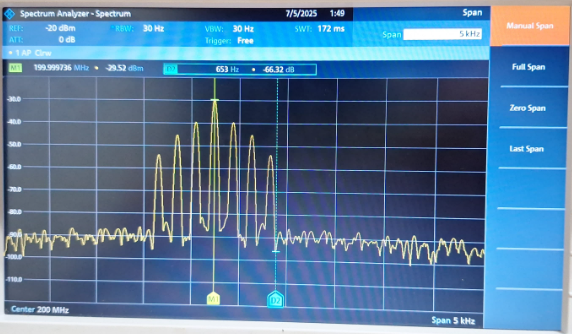 Spectrum Analyzer - Spectrum 7/5/2025 1:49 Span
REF: -20 dBm RBW: 30 Hz VBW: 30 Hz SWT: 172 ms
ATT: 0 dB Trigger: Free Span 5 kHz
1 AP Clrw
M1 199.999736 MHz -29.52 dBm D2 653 Hz -66.32 dB
-30.0
-40.0
-50.0
-60.0
-70.0
-80.0
-90.0
-100.0
-110.0
M1 D2
Center 200 MHz Span 5 kHz
Manual Span
Full Span
Zero Span
Last Span